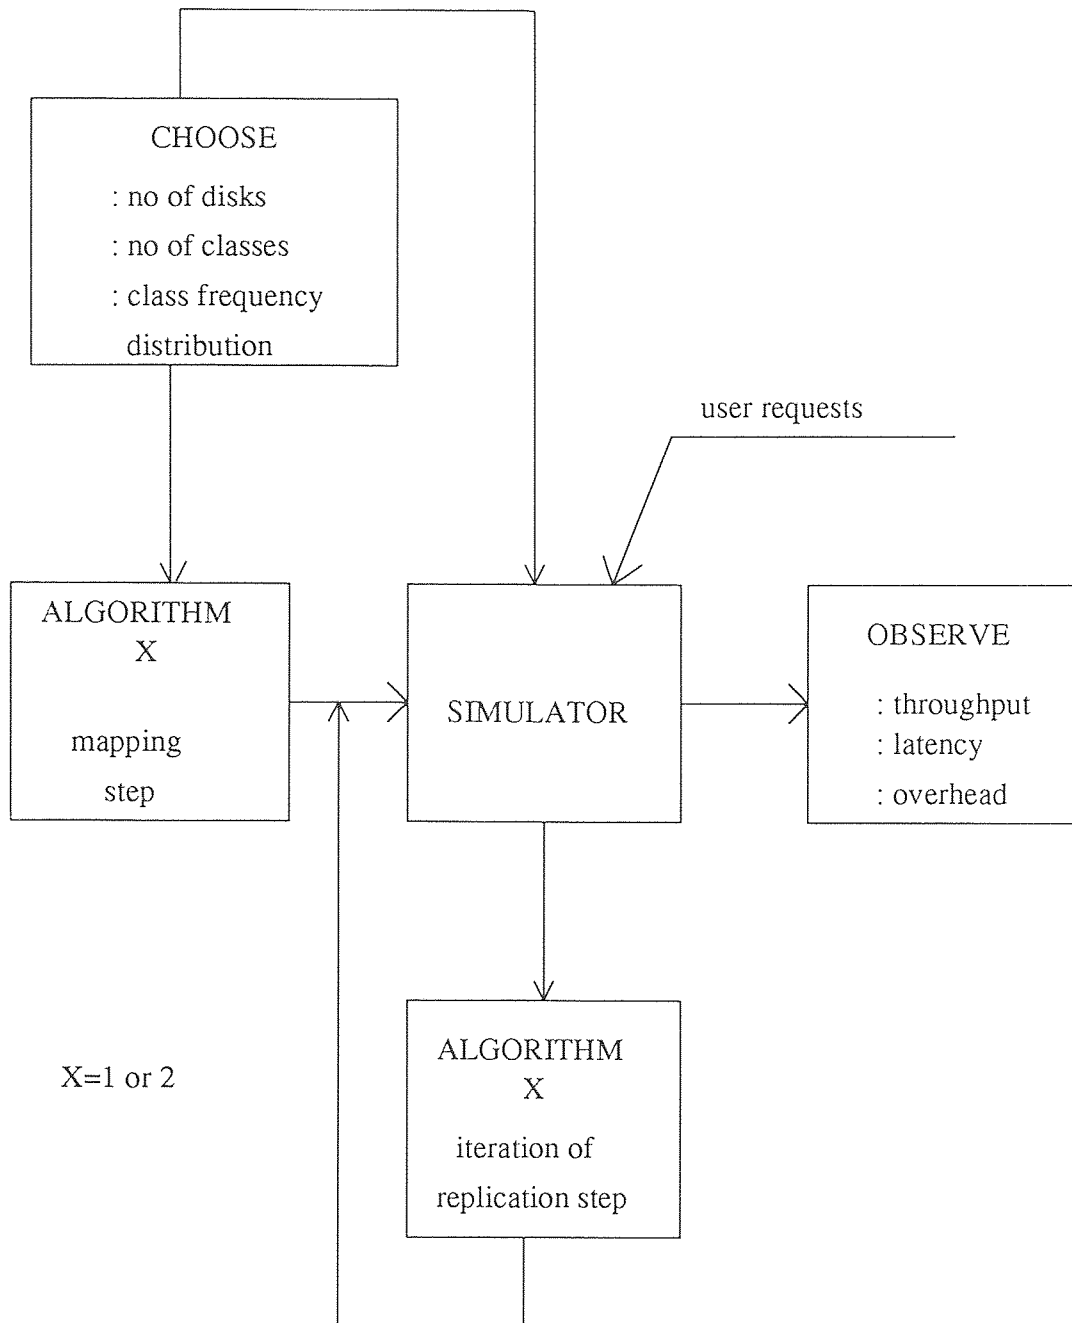 CHOOSE
: no of disks
: no of classes
: class frequency
distribution
user requests
ALGORITHM
X
mapping
step
SIMULATOR
OBSERVE
: throughput
: latency
: overhead
X=1 or 2
ALGORITHM
X
iteration of
replication step